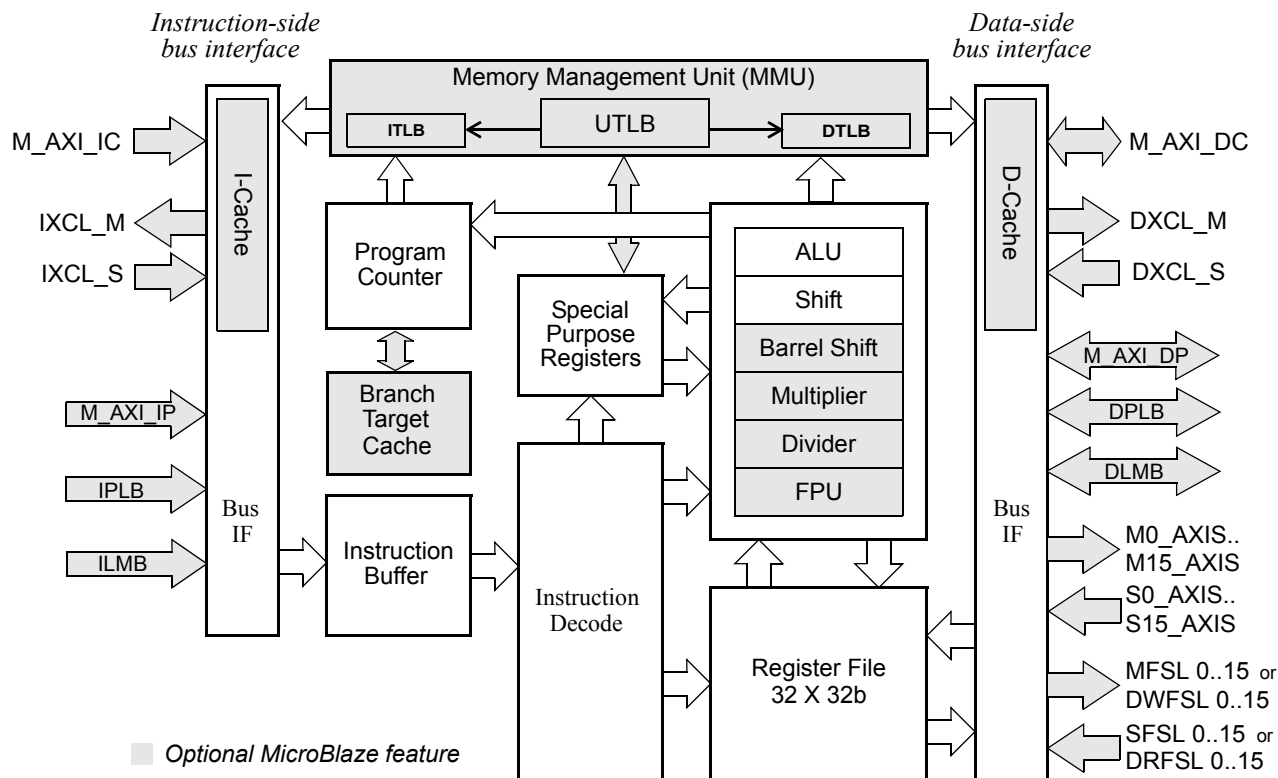 Instruction-side
bus interface
Data-side
bus interface
Memory Management Unit (MMU)
ITLB
UTLB
DTLB
M_AXI_IC
IXCL_M
IXCL_S
I-Cache
M_AXI_IP
IPLB
ILMB
Bus
IF
Program
Counter
Branch
Target
Cache
Instruction
Buffer
Special
Purpose
Registers
Instruction
Decode
ALU
Shift
Barrel Shift
Multiplier
Divider
FPU
Register File
32 X 32b
D-Cache
Bus
IF
M_AXI_DC
DXCL_M
DXCL_S
M_AXI_DP
DPLB
DLMB
M0_AXIS..
M15_AXIS
S0_AXIS..
S15_AXIS
MFSL 0..15 or
DWFSL 0..15
SFSL 0..15 or
DRFSL 0..15
Optional MicroBlaze feature